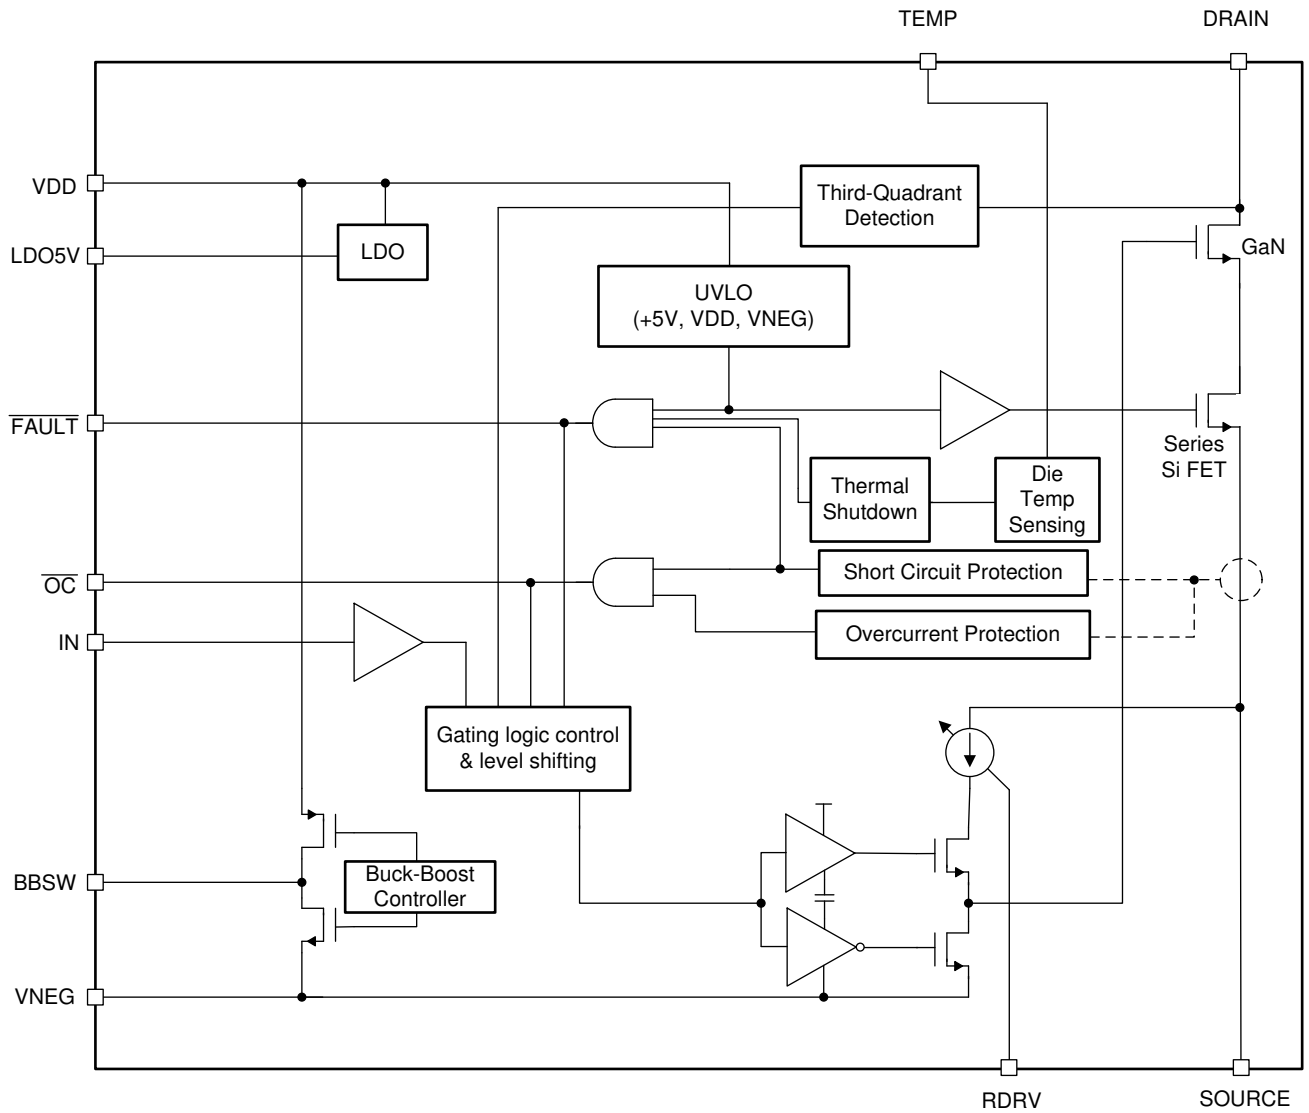 TEMP
DRAIN
VDD
Third-Quadrant
Detection
LDO5V
LDO
GaN
UVLO
(+5V, VDD, VNEG)
FAULT
Series
Si FET
Thermal
Shutdown
Die
Temp
Sensing
OC
Short Circuit Protection
IN
Overcurrent Protection
Gating logic control
& level shifting
BBSW
Buck-Boost
Controller
VNEG
RDRV
SOURCE